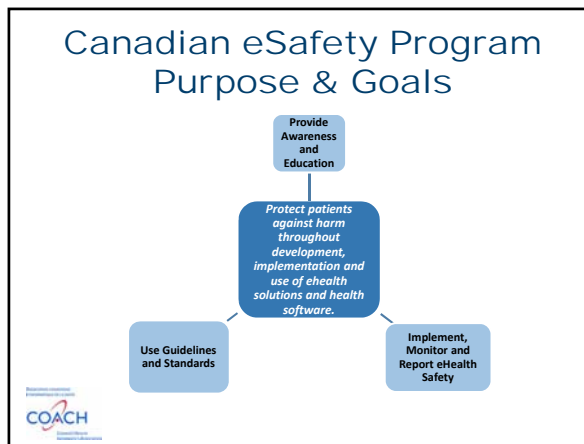 Canadian eSafety Program
Purpose & Goals
Provide
Awareness
and
Education
Protect patients
against harm
throughout
development,
implementation and
use of ehealth
solutions and health
software.
Use Guidelines
and Standards
Implement,
Monitor and
Report eHealth
Safety
COACH